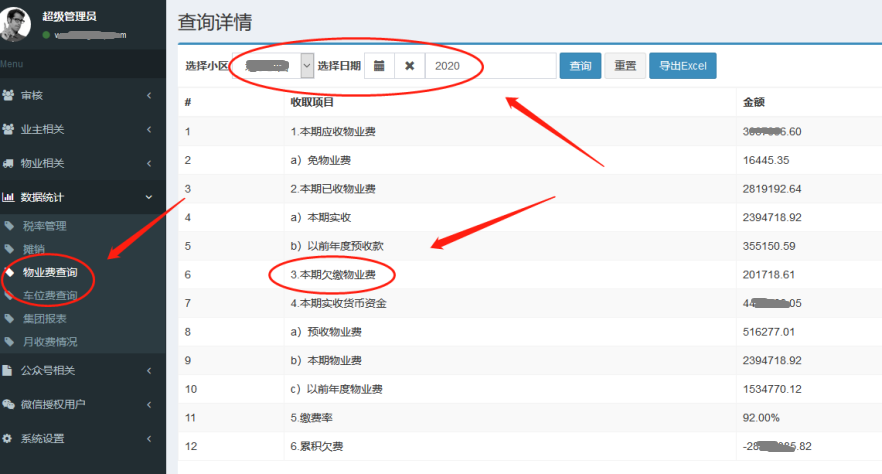 超级管理员
查询详情
选择小区 选择日期 2020 查询 重置 导出Excel
Menu
审核
业主相关
物业相关
数据统计
税率管理
摊销
物业费查询
车位费查询
集团报表
月收费情况
公众号相关
微信授权用户
系统设置
# 收取项目 金额
1 1.本期应收物业费 6.60
2 a）免物业费 16445.35
3 2.本期已收物业费 2819192.64
4 a）本期实收 2394718.92
5 b）以前年度预收款 355150.59
6 3.本期欠缴物业费 201718.61
7 4.本期实收货币资金 .05
8 a）预收物业费 516277.01
9 b）本期物业费 2394718.92
10 c）以前年度物业费 1534770.12
11 5.缴费率 92.00%
12 6.累积欠费 5.82